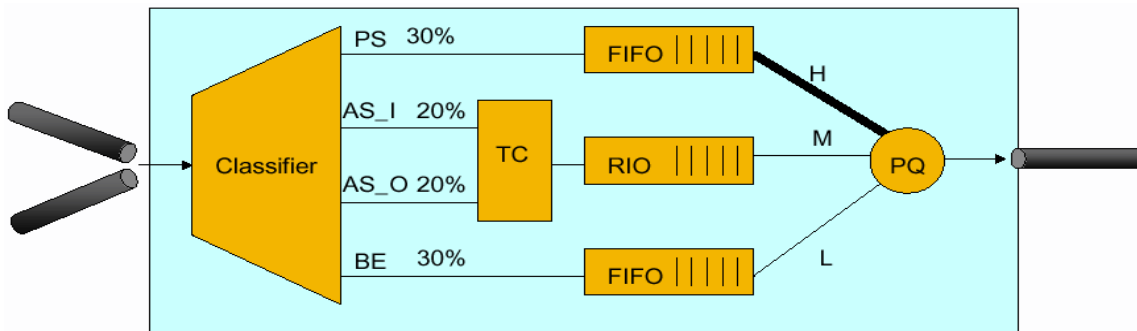 PS 30%
FIFO
H
AS_I 20%
Classifier
TC
RIO
M
PQ
AS_O 20%
BE 30%
FIFO
L